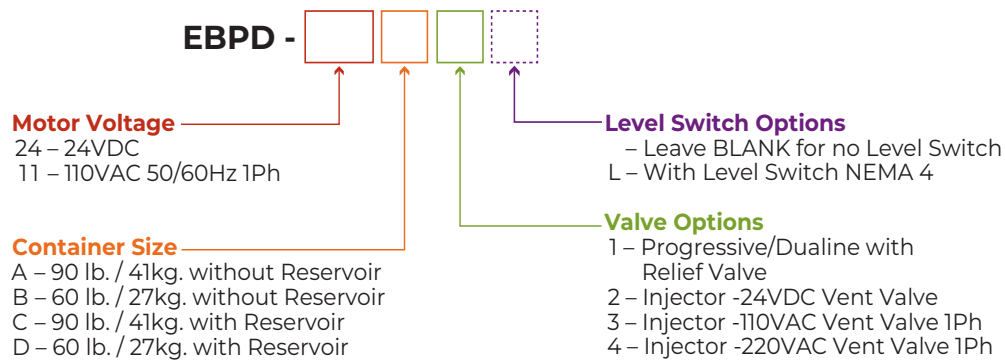 EBPD -
Motor Voltage
24 – 24VDC
11 – 110VAC 50/60Hz 1Ph
Container Size
A – 90 lb. / 41kg. without Reservoir
B – 60 lb. / 27kg. without Reservoir
C – 90 lb. / 41kg. with Reservoir
D – 60 lb. / 27kg. with Reservoir
Level Switch Options
– Leave BLANK for no Level Switch
L – With Level Switch NEMA 4
Valve Options
1 – Progressive/Dualine with
Relief Valve
2 – Injector -24VDC Vent Valve
3 – Injector -110VAC Vent Valve 1Ph
4 – Injector -220VAC Vent Valve 1Ph